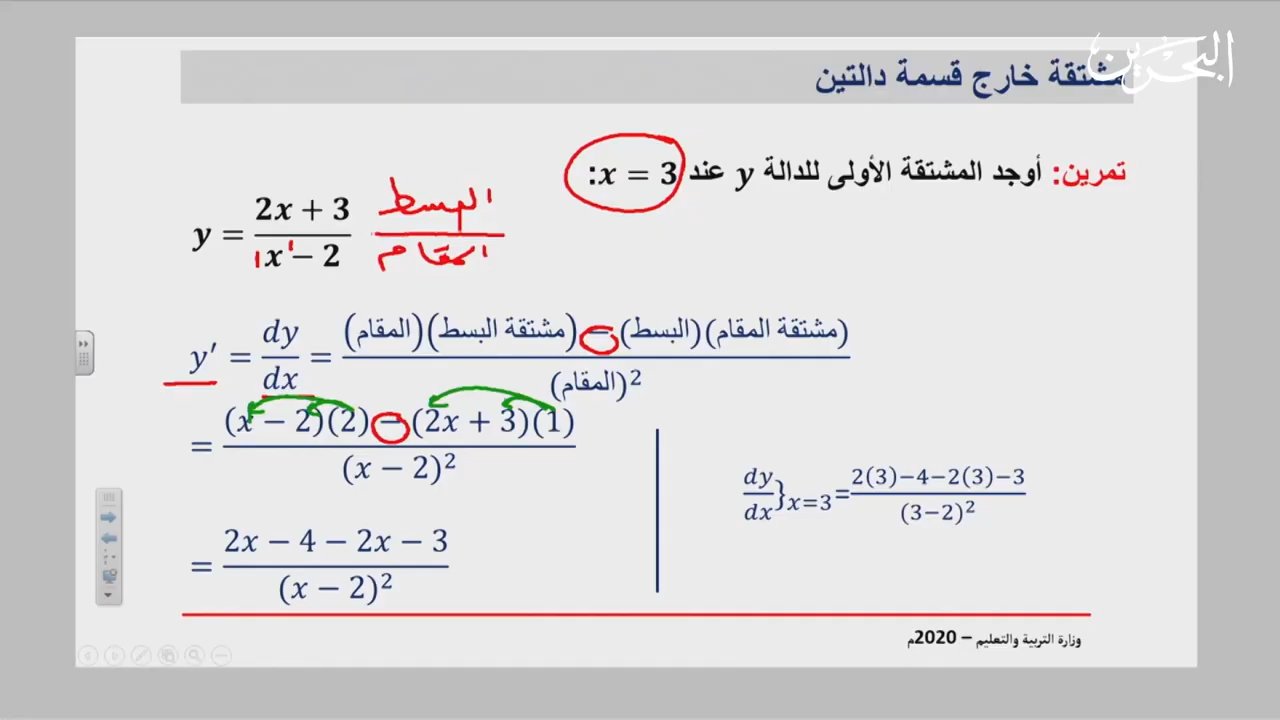 البحرين
مشتقة خارج قسمة دالتين
تمرين: أوجد المشتقة الأولى للدالة y عند x = 3:
y = (2x + 3)/(x − 2)
البسط
المقام
1 1
y′ = dy/dx = ((المقام)(مشتقة البسط) − (البسط)(مشتقة المقام))/(المقام)²
= ((x − 2)(2) − (2x + 3)(1))/(x − 2)²
= (2x − 4 − 2x − 3)/(x − 2)²
dy/dx}x=3 = (2(3)−4−2(3)−3)/(3−2)²
وزارة التربية والتعليم – 2020م